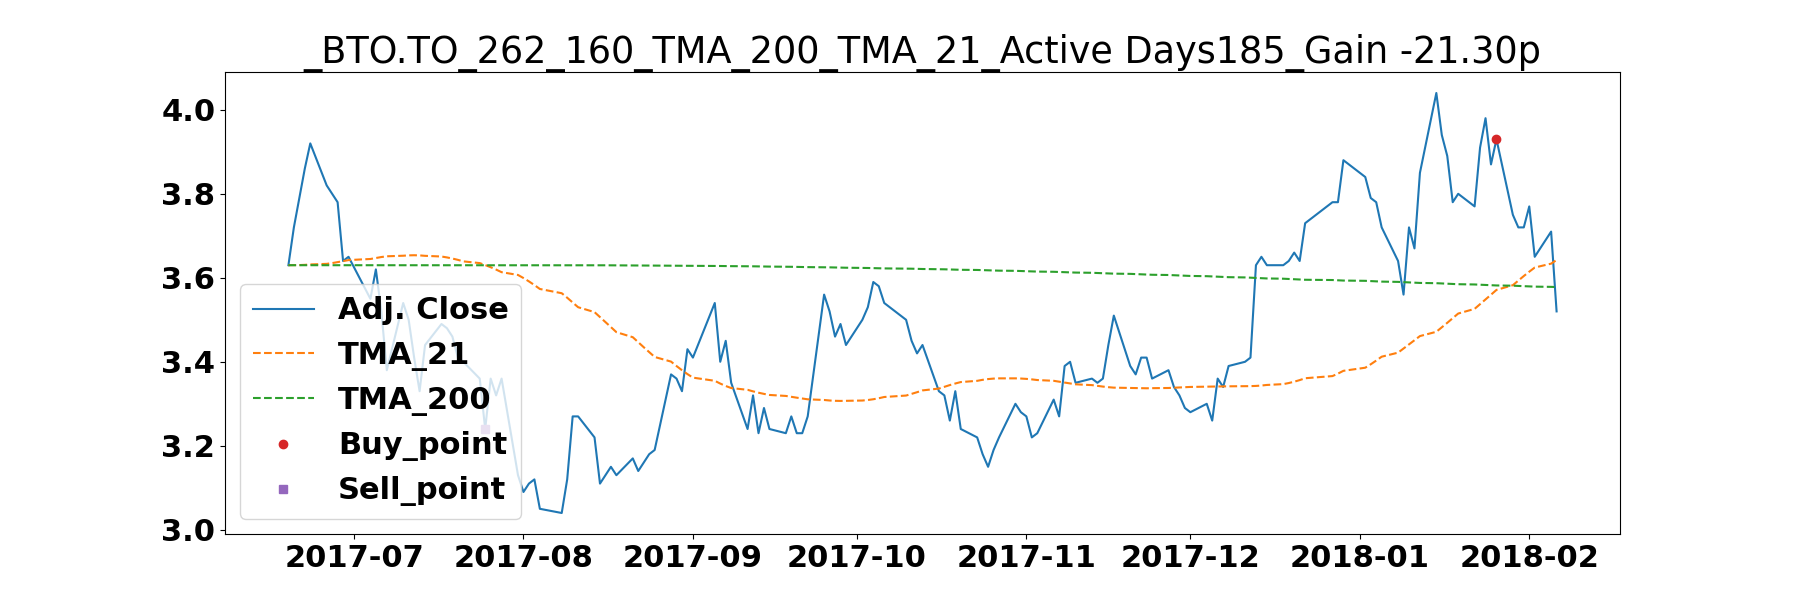 _BTO.TO_262_160_TMA_200_TMA_21_Active Days185_Gain -21.30p
4.0
3.8
3.6
3.4
3.2
3.0
Adj. Close
TMA_21
TMA_200
Buy_point
Sell_point
2017-07 2017-08 2017-09 2017-10 2017-11 2017-12 2018-01 2018-02